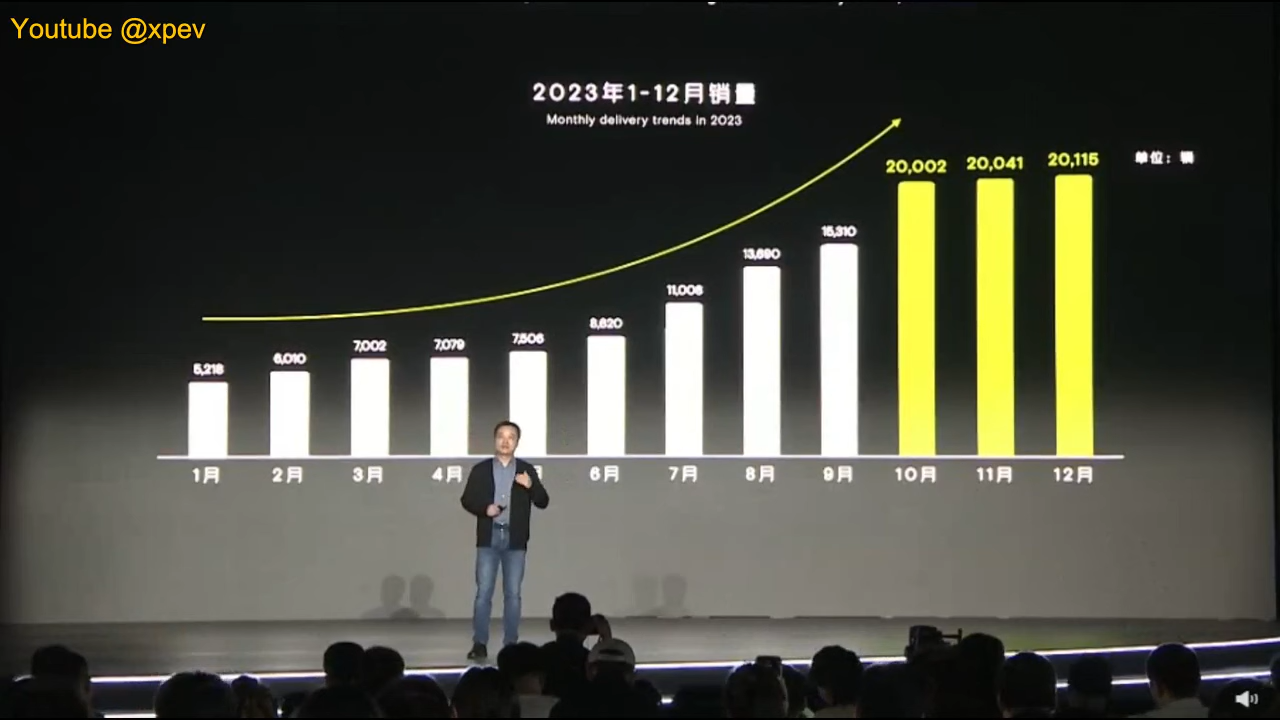 Youtube @xpev
2023年1-12月销量
Monthly delivery trends in 2023
单位：辆
20,002
20,041
20,115
15,310
13,690
11,008
8,620
7,506
7,079
7,002
6,010
5,218
1月
2月
3月
4月
月
6月
7月
8月
9月
10月
11月
12月